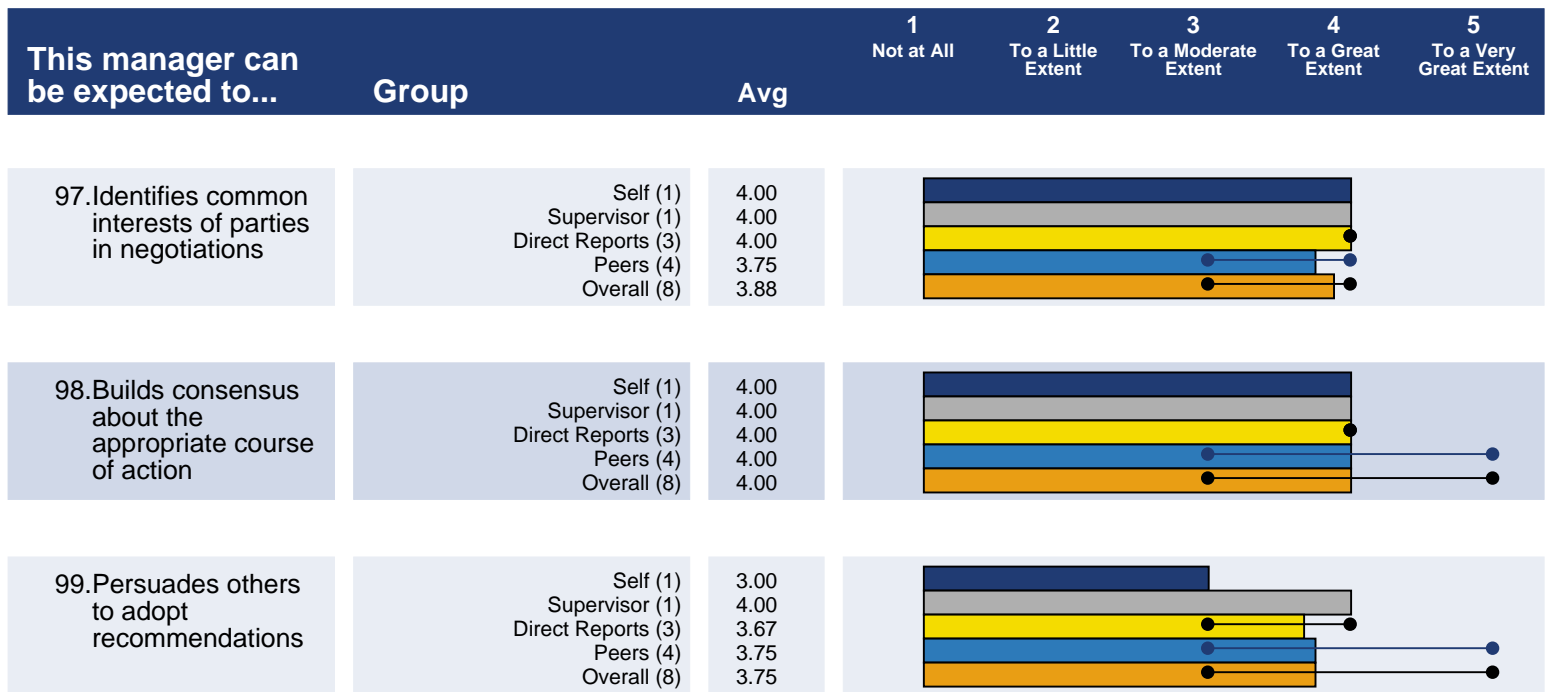 This manager can
be expected to...
Group
Avg
1
Not at All
2
To a Little
Extent
3
To a Moderate
Extent
4
To a Great
Extent
5
To a Very
Great Extent
97.Identifies common
interests of parties
in negotiations
Self (1) 4.00
Supervisor (1) 4.00
Direct Reports (3) 4.00
Peers (4) 3.75
Overall (8) 3.88
98.Builds consensus
about the
appropriate course
of action
Self (1) 4.00
Supervisor (1) 4.00
Direct Reports (3) 4.00
Peers (4) 4.00
Overall (8) 4.00
99.Persuades others
to adopt
recommendations
Self (1) 3.00
Supervisor (1) 4.00
Direct Reports (3) 3.67
Peers (4) 3.75
Overall (8) 3.75